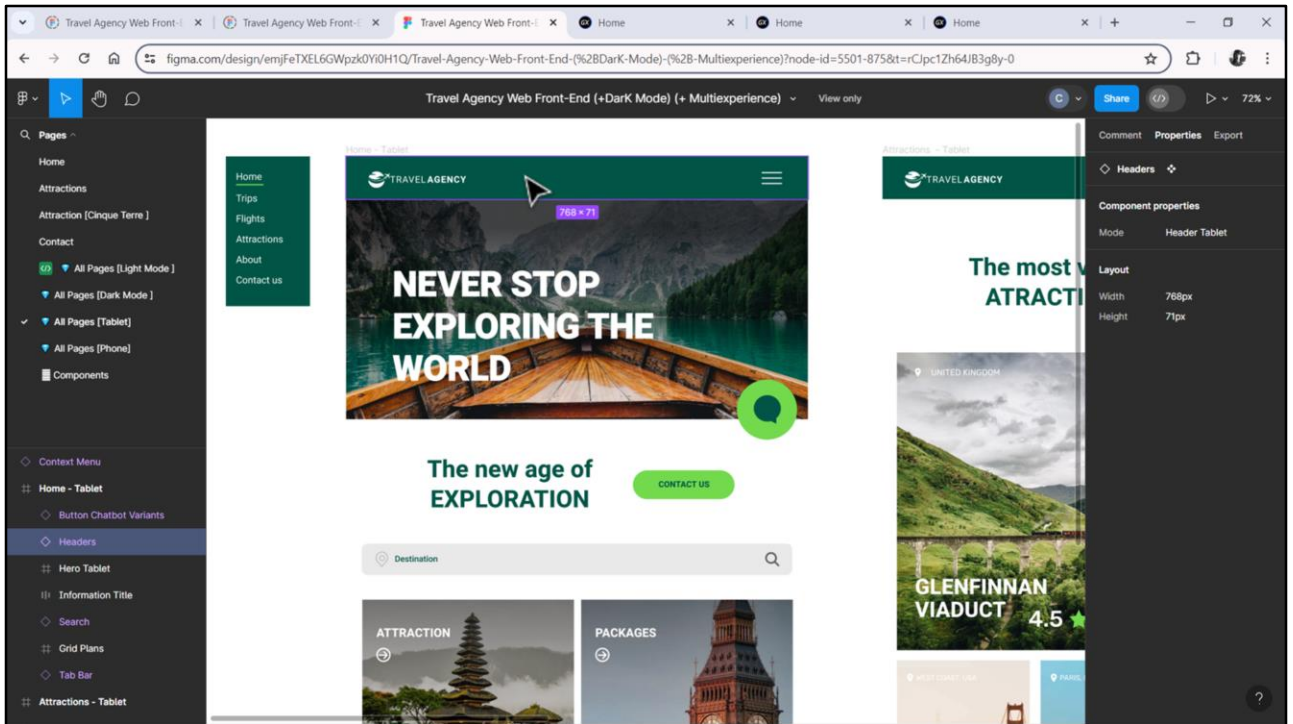 Travel Agency Web Front-E
Travel Agency Web Front-E
Travel Agency Web Front-E
Home
Home
Home
figma.com/design/emjFeTXEL6GWpzk0Yi0H1Q/Travel-Agency-Web-Front-End-(%2BDarK-Mode)-(%2B-Multiexperience)?node-id=5501-875&t=rCJpc1Zh64JB3g8y-0
Travel Agency Web Front-End (+DarK Mode) (+ Multiexperience)
View only
C
Share
72%
Pages
Home
Attractions
Attraction [Cinque Terre ]
Contact
All Pages [Light Mode ]
All Pages [Dark Mode ]
All Pages [Tablet]
All Pages [Phone]
Components
Context Menu
Home - Tablet
Button Chatbot Variants
Headers
Hero Tablet
Information Title
Search
Grid Plans
Tab Bar
Attractions - Tablet
Home
Trips
Flights
Attractions
About
Contact us
Home - Tablet
TRAVELAGENCY
768 × 71
NEVER STOP
EXPLORING THE
WORLD
The new age of
EXPLORATION
CONTACT US
Destination
ATTRACTION
PACKAGES
Attractions - Tablet
TRAVELAGENCY
The most v
ATRACTI
UNITED KINGDOM
GLENFINNAN
VIADUCT
4.5
WEST COAST, USA
PARIS,
Comment Properties Export
Headers
Component properties
Mode Header Tablet
Layout
Width 768px
Height 71px
?